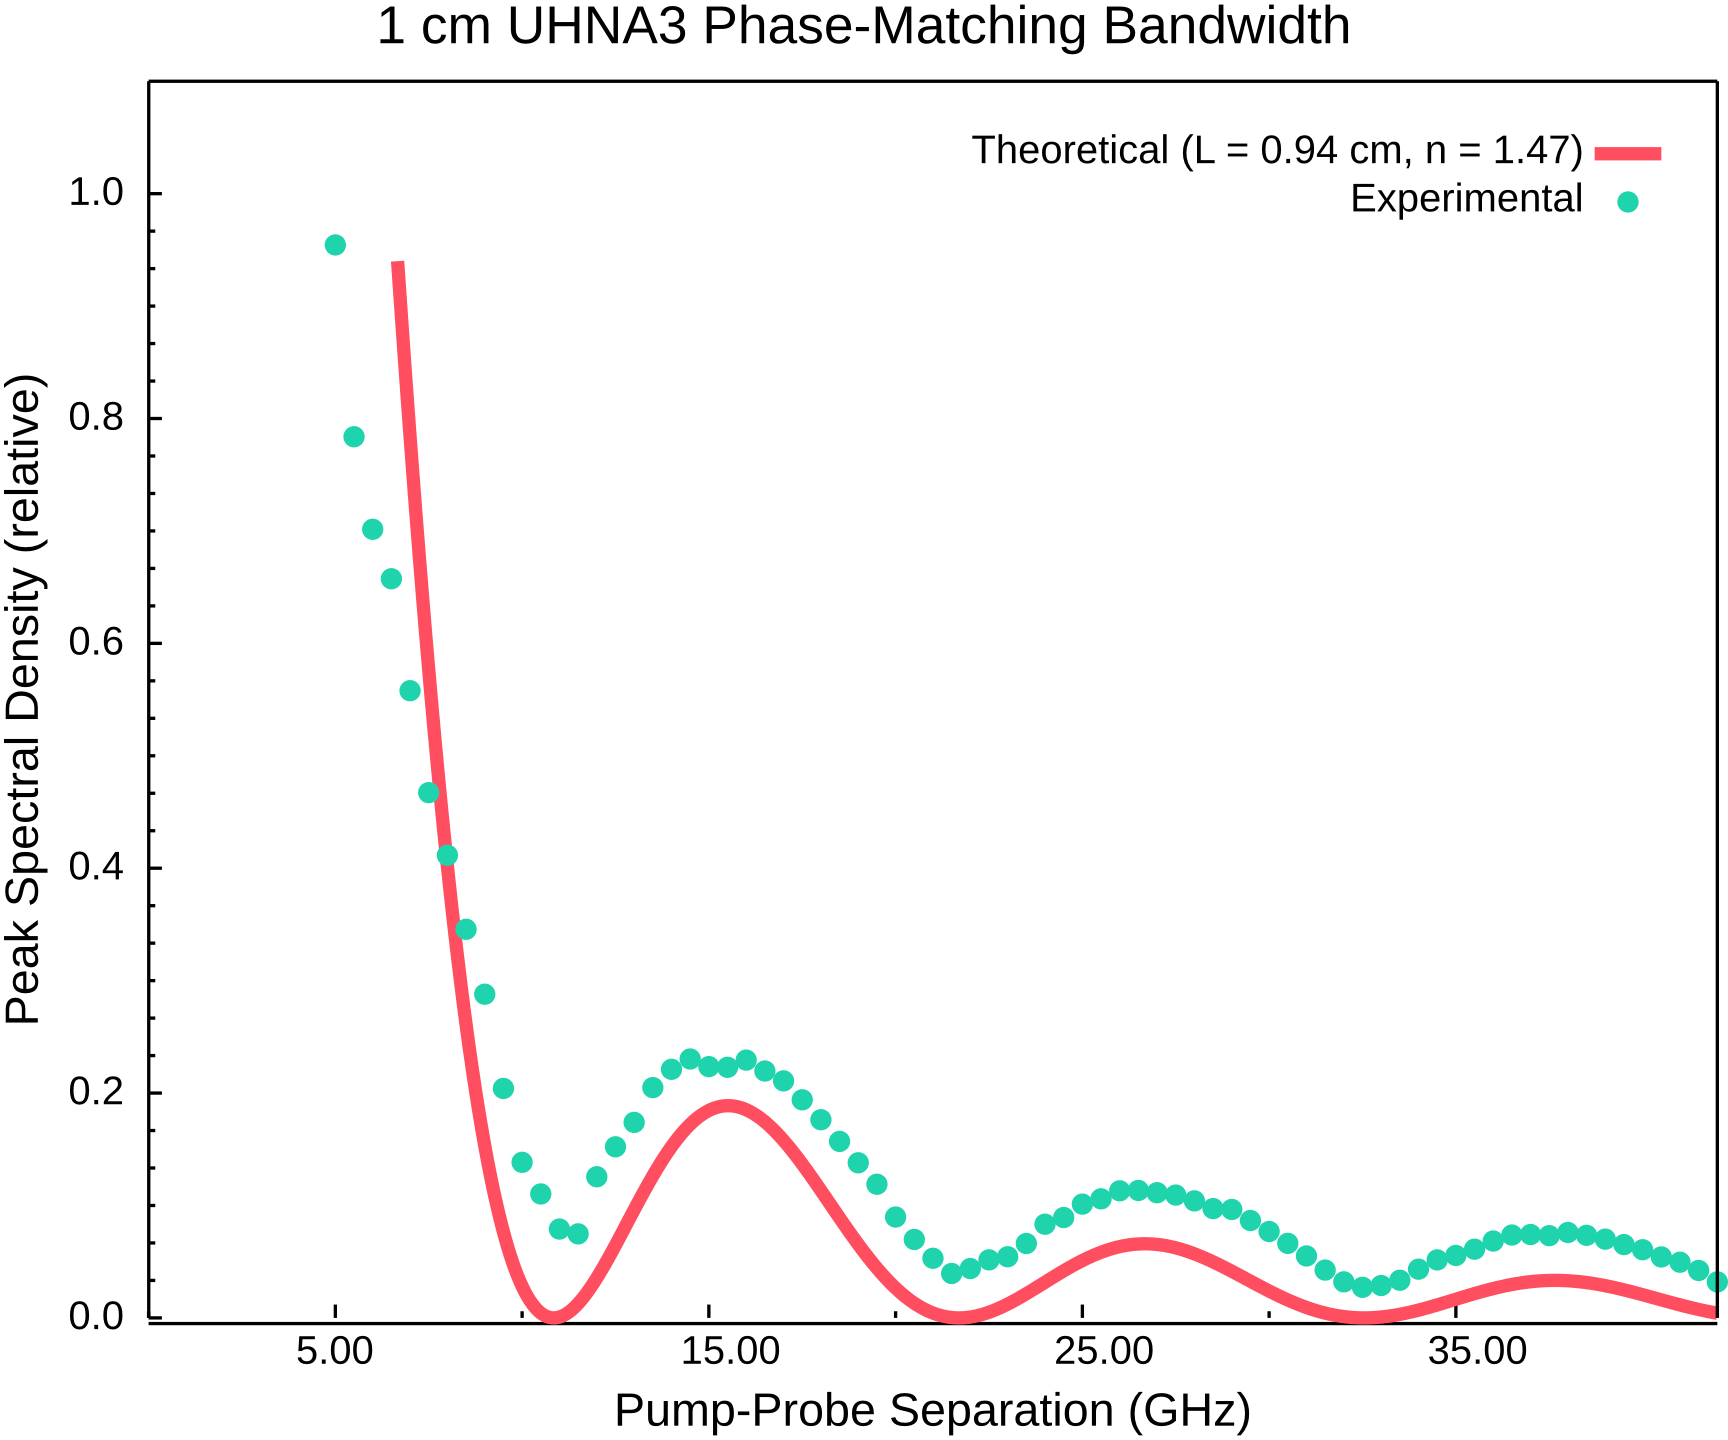 1 cm UHNA3 Phase-Matching Bandwidth
Theoretical (L = 0.94 cm, n = 1.47)
Experimental
Peak Spectral Density (relative)
1.0
0.8
0.6
0.4
0.2
0.0
5.00 15.00 25.00 35.00
Pump-Probe Separation (GHz)